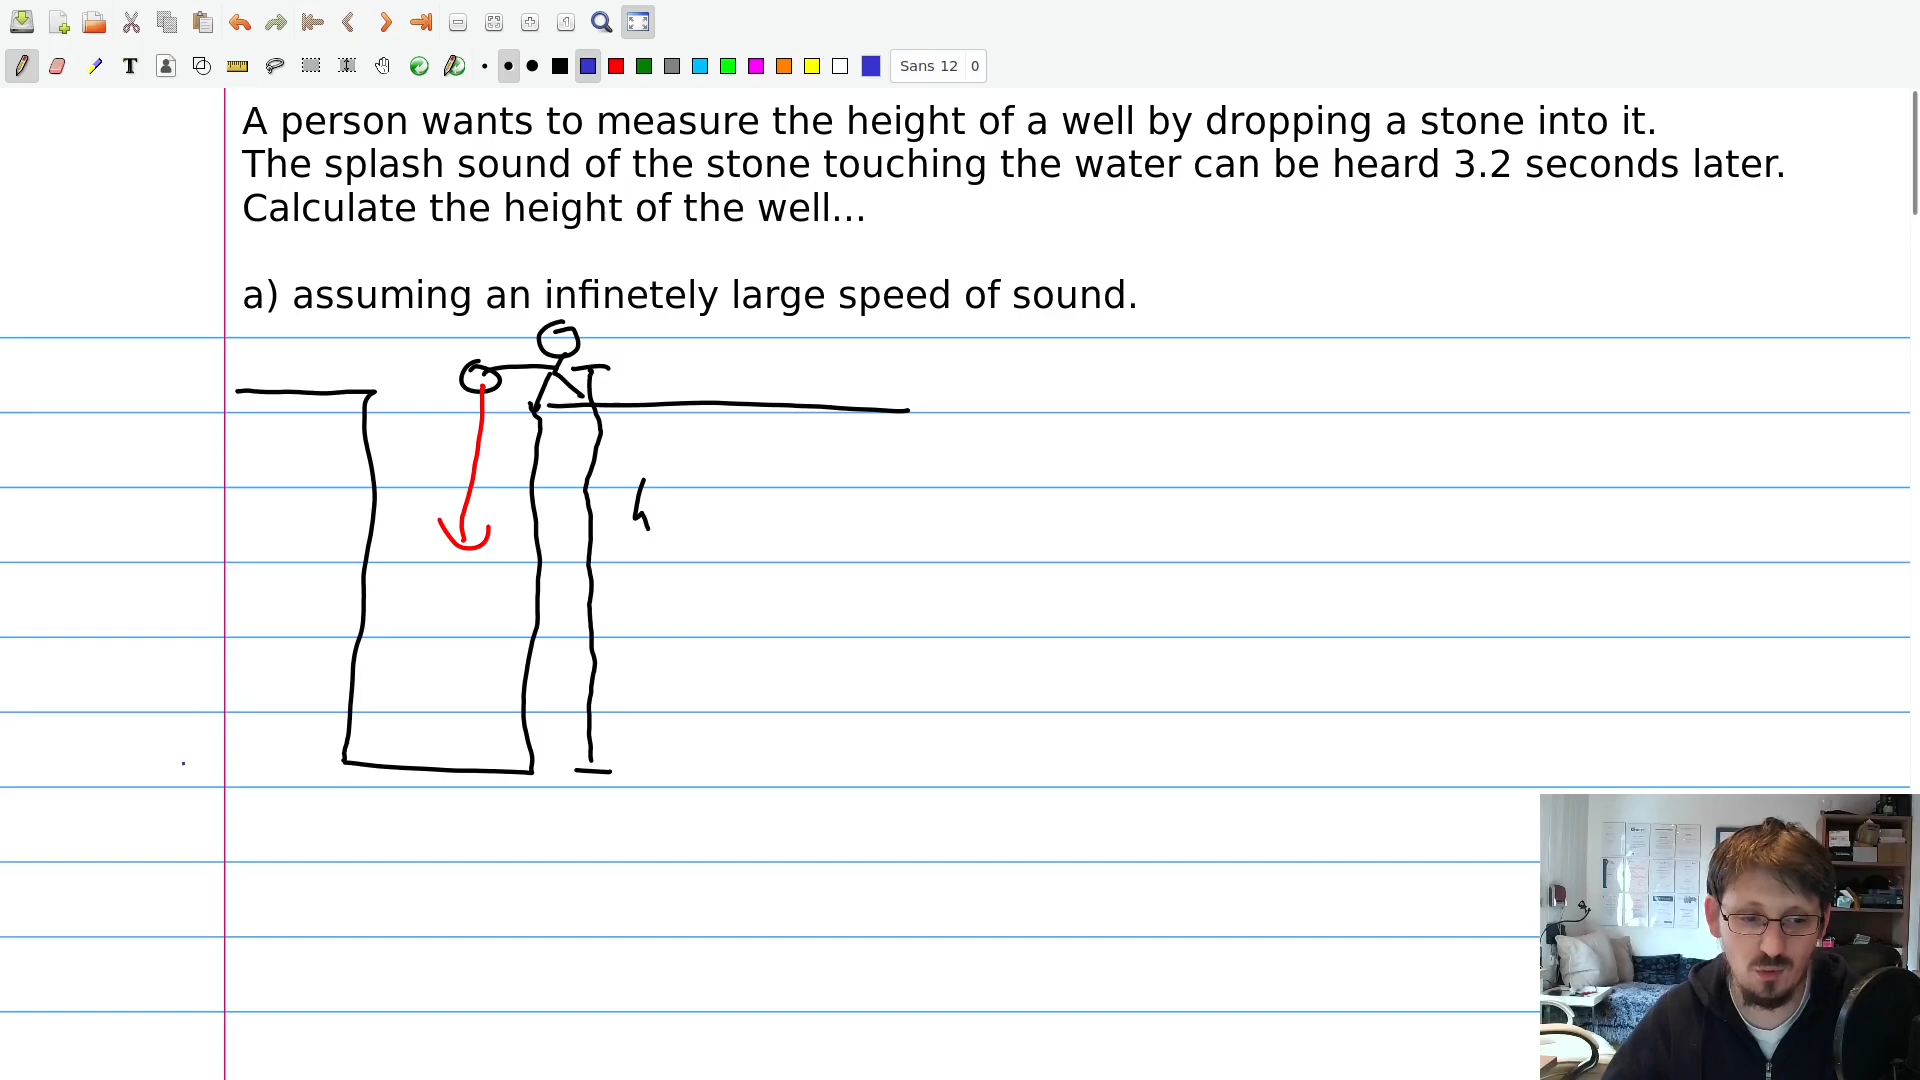 Sans 12 0
A person wants to measure the height of a well by dropping a stone into it.
The splash sound of the stone touching the water can be heard 3.2 seconds later.
Calculate the height of the well...
a) assuming an infinetely large speed of sound.
h